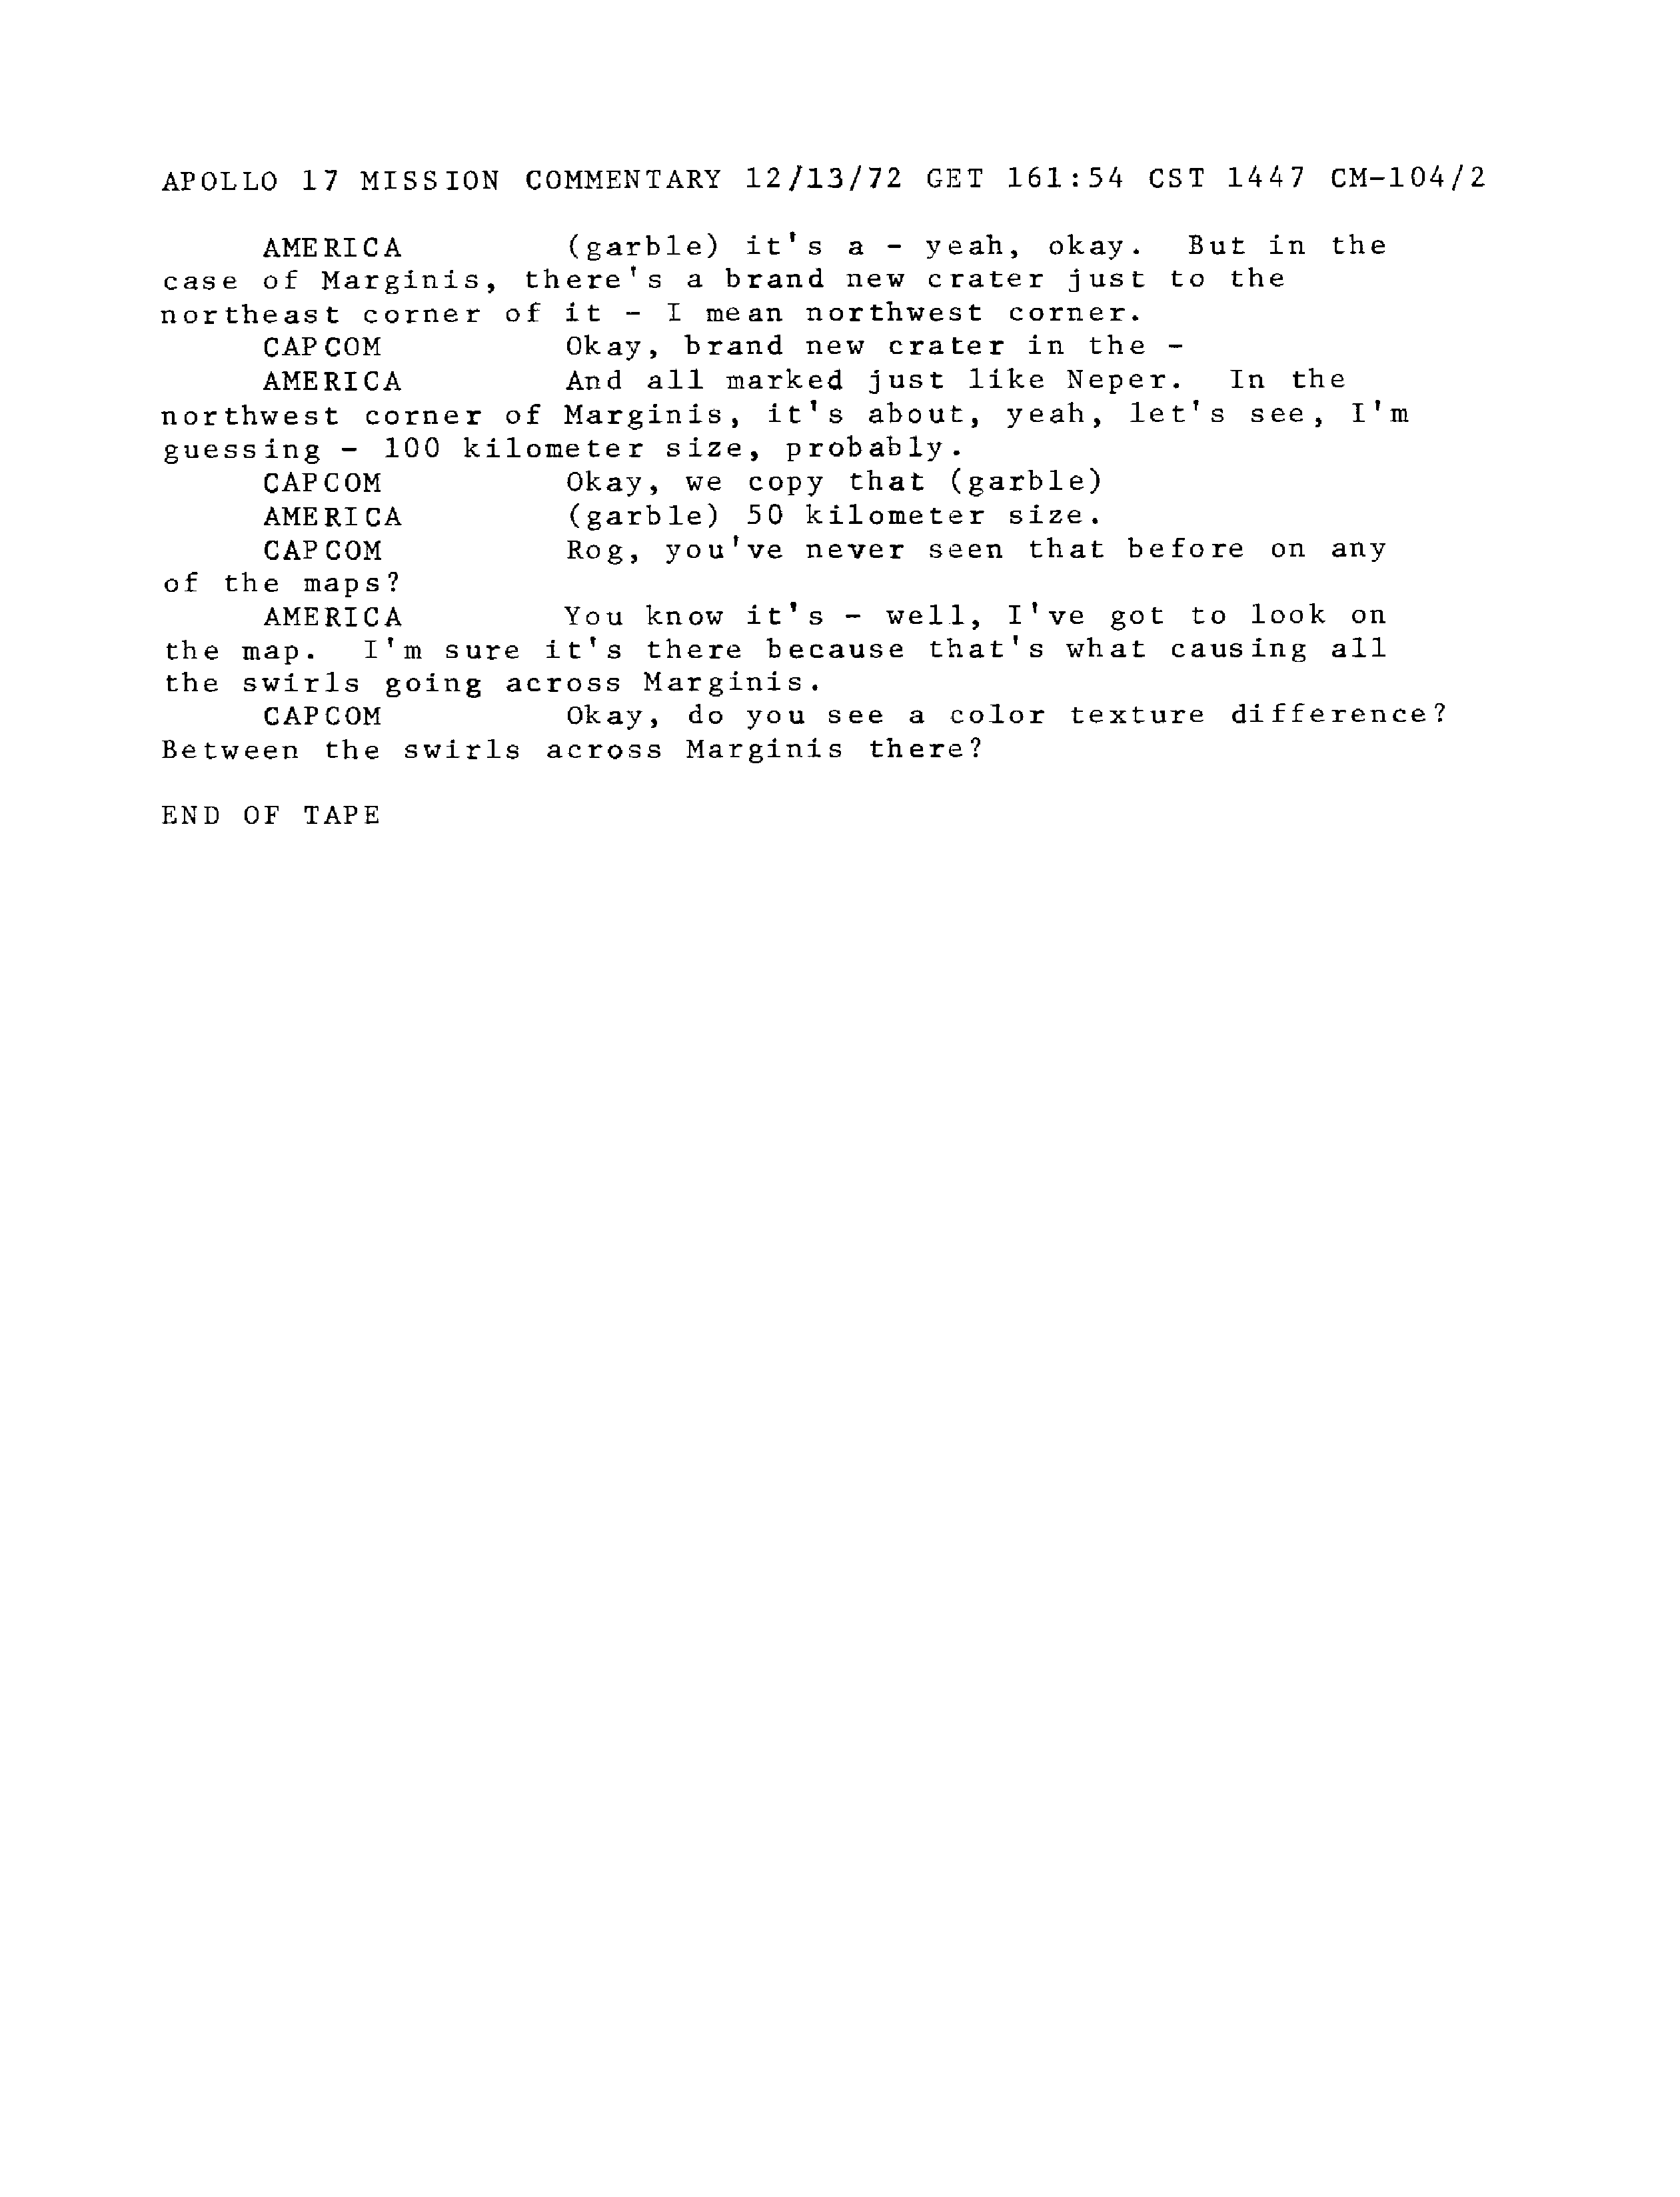 APOLLO 17 MISSION COMMENTARY 12/13/72 GET 161:54 CST 1447 CM-104/2
AMERICA (garble) it's a - yeah, okay. But in the
case of Marginis, there's a brand new crater just to the
northeast corner of it - I mean northwest corner.
CAPCOM Okay, brand new crater in the -
AMERICA And all marked just like Neper. In the
northwest corner of Marginis, it's about, yeah, let's see, I'm
guessing - 100 kilometer size, probably.
CAPCOM Okay, we copy that (garble)
AMERICA (garble) 50 kilometer size.
CAPCOM Rog, you've never seen that before on any
of the maps?
AMERICA You know it's - well, I've got to look on
the map. I'm sure it's there because that's what causing all
the swirls going across Marginis.
CAPCOM Okay, do you see a color texture difference?
Between the swirls across Marginis there?
END OF TAPE